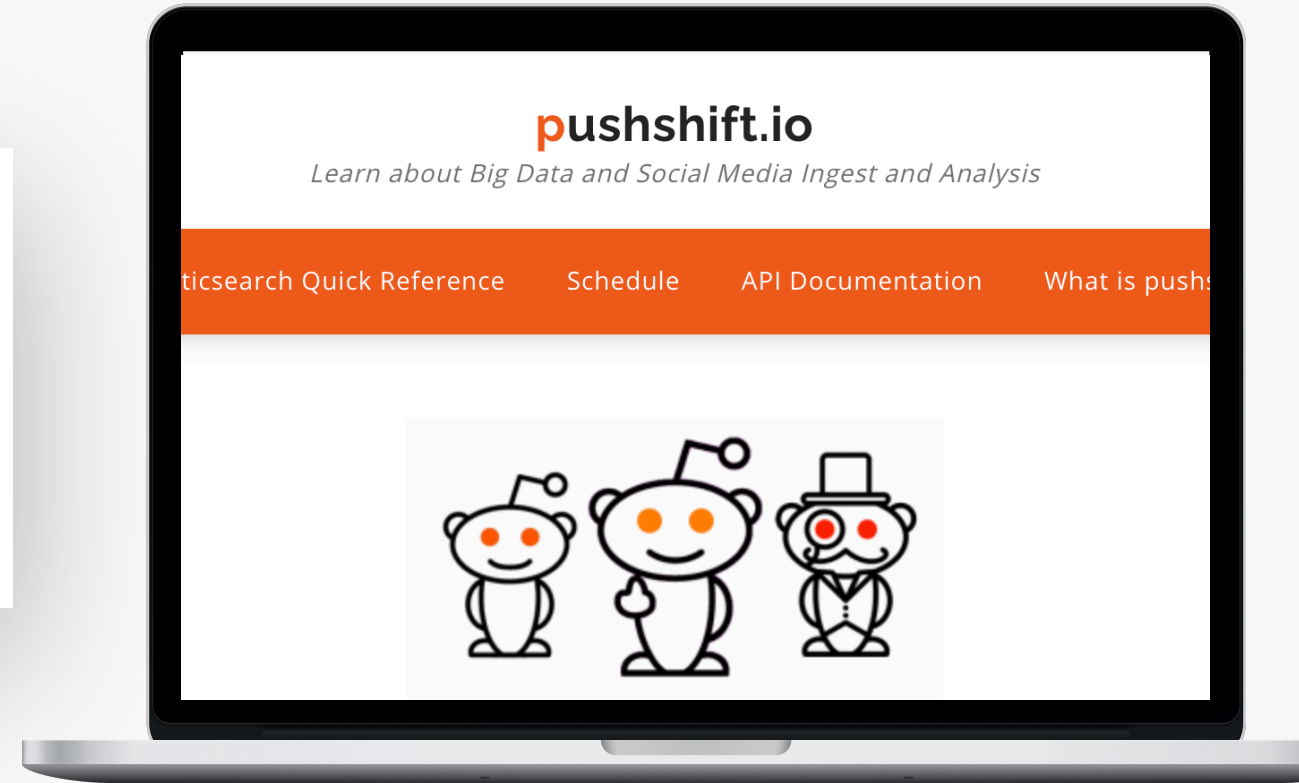 pushshift.io
Learn about Big Data and Social Media Ingest and Analysis
ticsearch Quick Reference Schedule API Documentation What is pushs